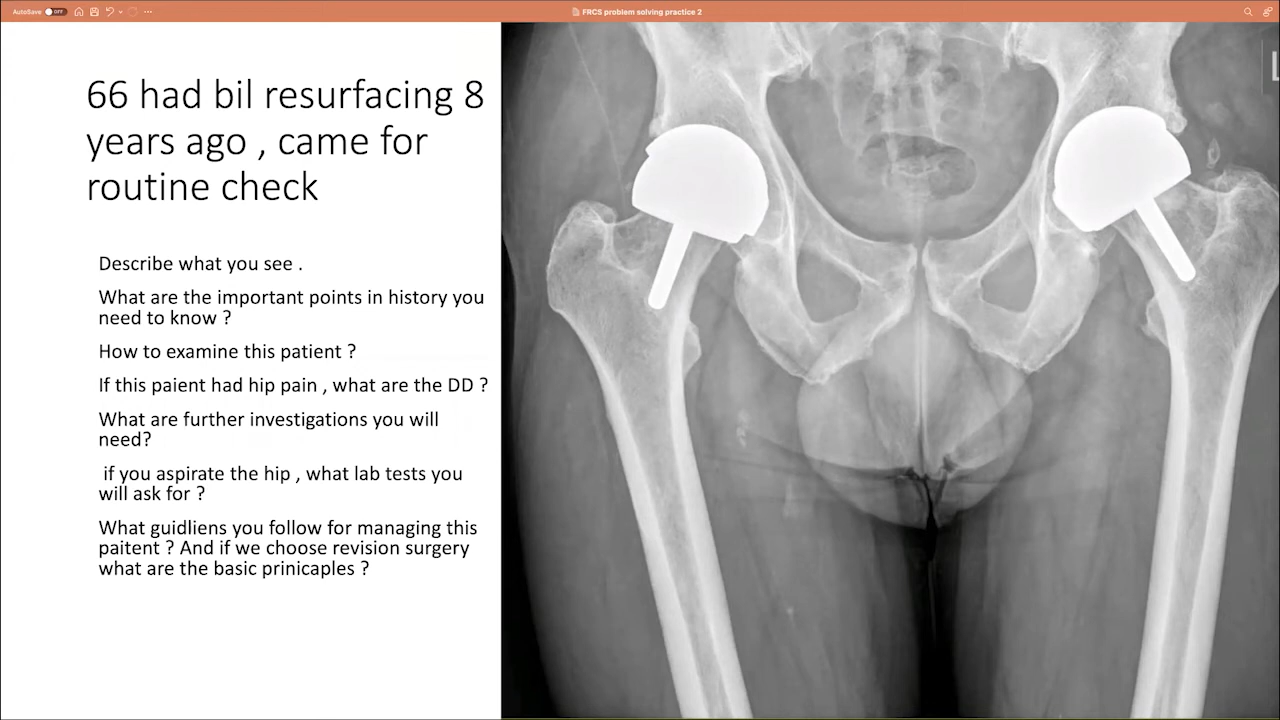 AutoSave OFF
FRCS problem solving practice 2
66 had bil resurfacing 8
years ago , came for
routine check
Describe what you see .
What are the important points in history you
need to know ?
How to examine this patient ?
If this paient had hip pain , what are the DD ?
What are further investigations you will
need?
if you aspirate the hip , what lab tests you
will ask for ?
What guidliens you follow for managing this
paitent ? And if we choose revision surgery
what are the basic prinicaples ?
L